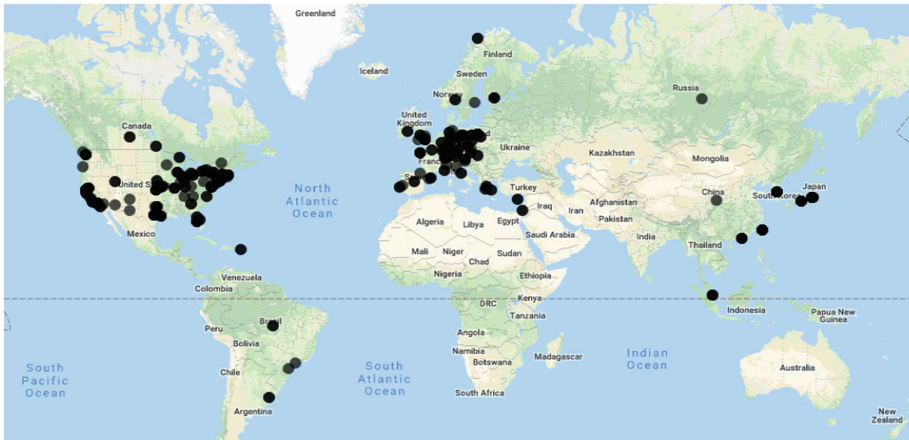 Greenland
Iceland
Finland
Sweden
Norway
Russia
Canada
United
Kingdom
Ukraine
Kazakhstan
Mongolia
North
Atlantic
Ocean
Turkey
China
South Korea
Japan
Iraq
Iran
Afghanistan
Pakistan
Mexico
Algeria
Libya
Egypt
Saudi Arabia
India
Thailand
Mali
Niger
Chad
Sudan
Nigeria
Ethiopia
Venezuela
Colombia
DRC
Kenya
Tanzania
Indonesia
Papua New
Guinea
Peru
Brazil
Bolivia
Angola
Namibia
Botswana
Madagascar
South
Pacific
Ocean
Chile
South
Atlantic
Ocean
Indian
Ocean
Australia
South Africa
Argentina
New
Zealand